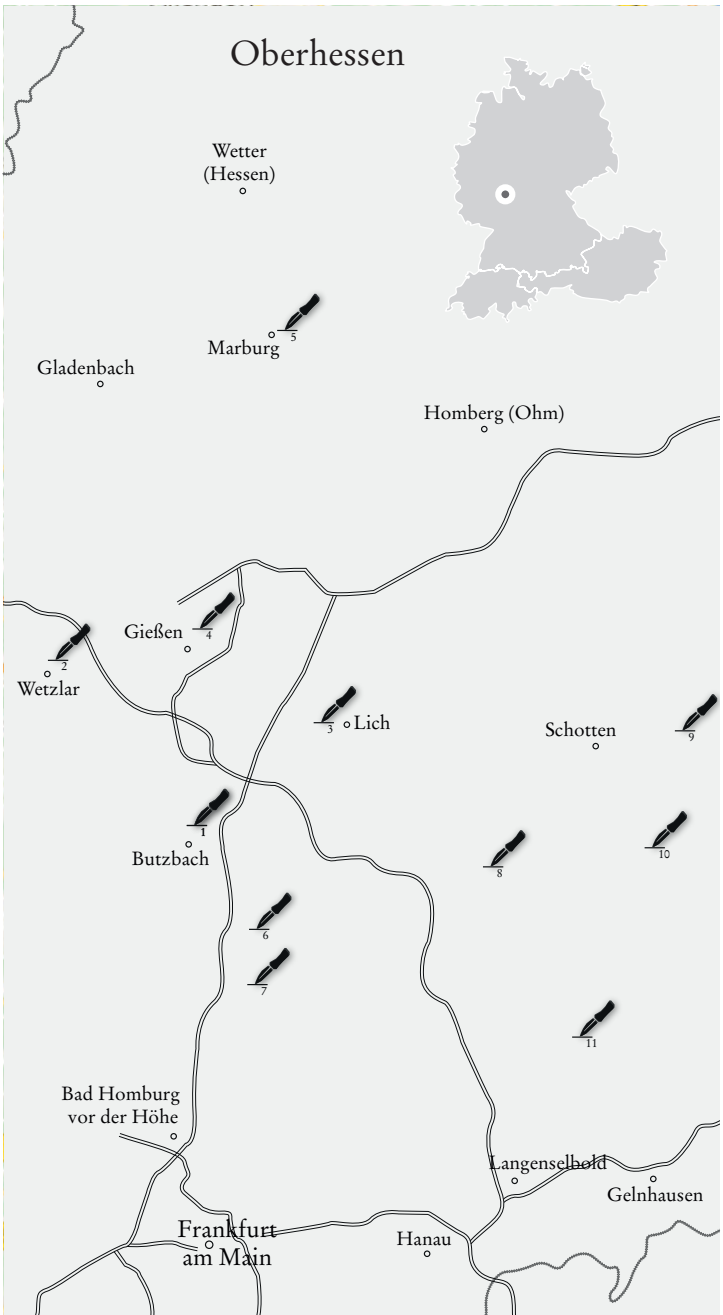 Oberhessen
Wetter
(Hessen)
5
Marburg
Gladenbach
Homberg (Ohm)
4
Gießen
2
Wetzlar
3
Lich
Schotten
9
1
Butzbach
8
10
6
7
11
Bad Homburg
vor der Höhe
Langenselbold
Gelnhausen
Frankfurt
am Main
Hanau